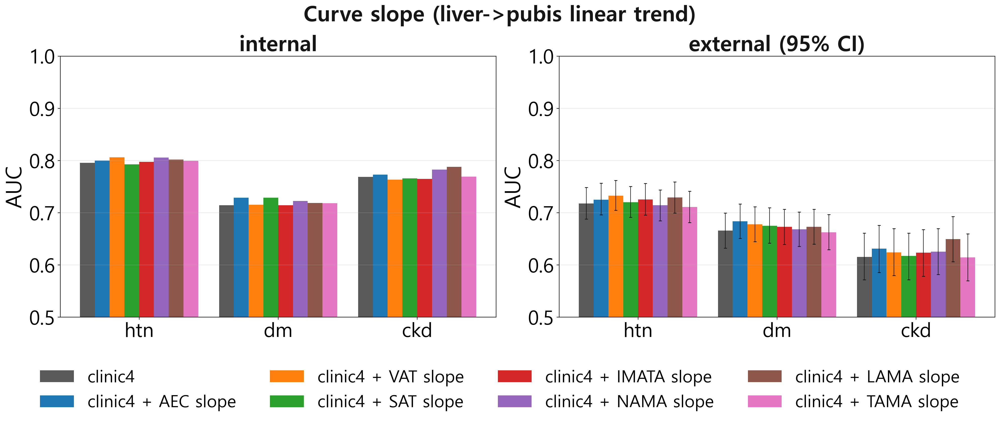 Curve slope (liver->pubis linear trend)
internal
external (95% CI)
1.0
0.9
0.8
0.7
0.6
0.5
AUC
htn
dm
ckd
1.0
0.9
0.8
0.7
0.6
0.5
AUC
htn
dm
ckd
clinic4
clinic4 + AEC slope
clinic4 + VAT slope
clinic4 + SAT slope
clinic4 + IMATA slope
clinic4 + NAMA slope
clinic4 + LAMA slope
clinic4 + TAMA slope